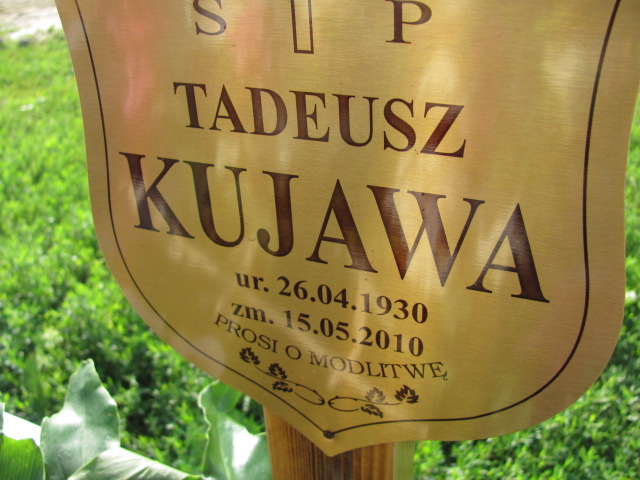 S P
TADEUSZ
KUJAWA
ur. 26.04.1930
zm. 15.05.2010
PROSI O MODLITWĘ